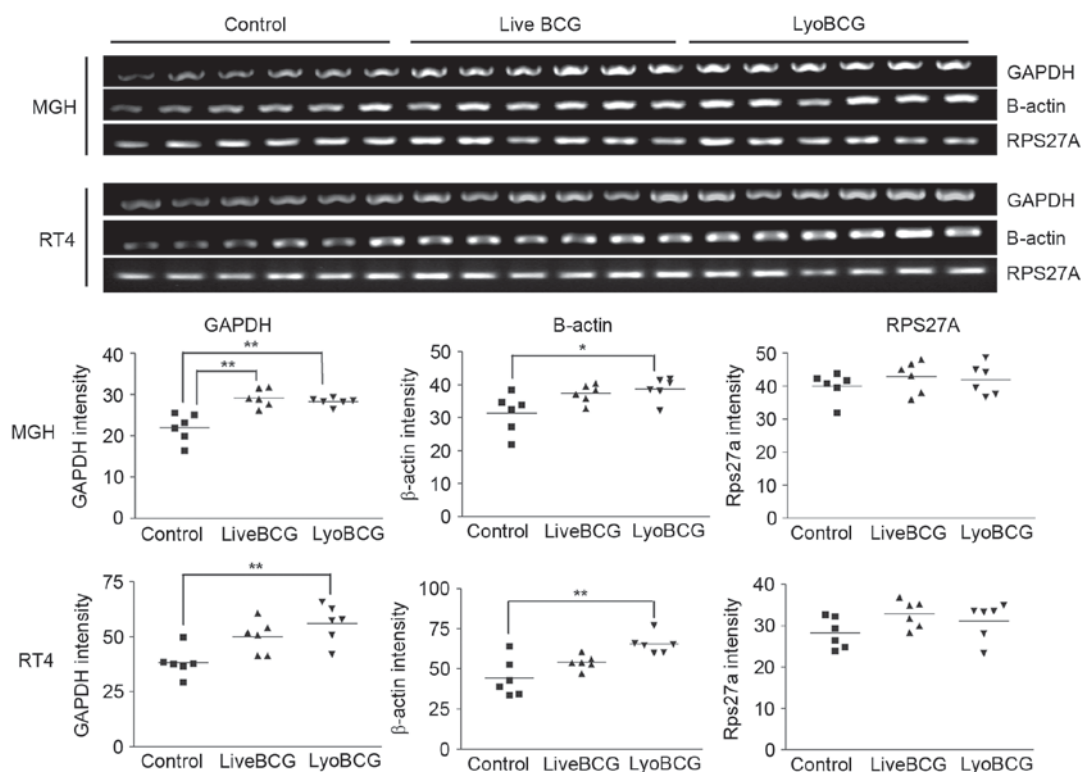 Control Live BCG LyoBCG
GAPDH
MGH B-actin
RPS27A
GAPDH
RT4 B-actin
RPS27A
GAPDH B-actin RPS27A
MGH
GAPDH intensity
40
30
20
10
0
**
**
Control LiveBCG LyoBCG
β-actin intensity
50
40
30
20
10
0
*
Control LiveBCG LyoBCG
Rps27a intensity
50
40
30
20
10
0
Control LiveBCG LyoBCG
RT4
GAPDH intensity
75
50
25
0
**
Control LiveBCG LyoBCG
β-actin intensity
100
75
50
25
0
**
Control LiveBCG LyoBCG
Rps27a intensity
40
30
20
10
0
Control LiveBCG LyoBCG